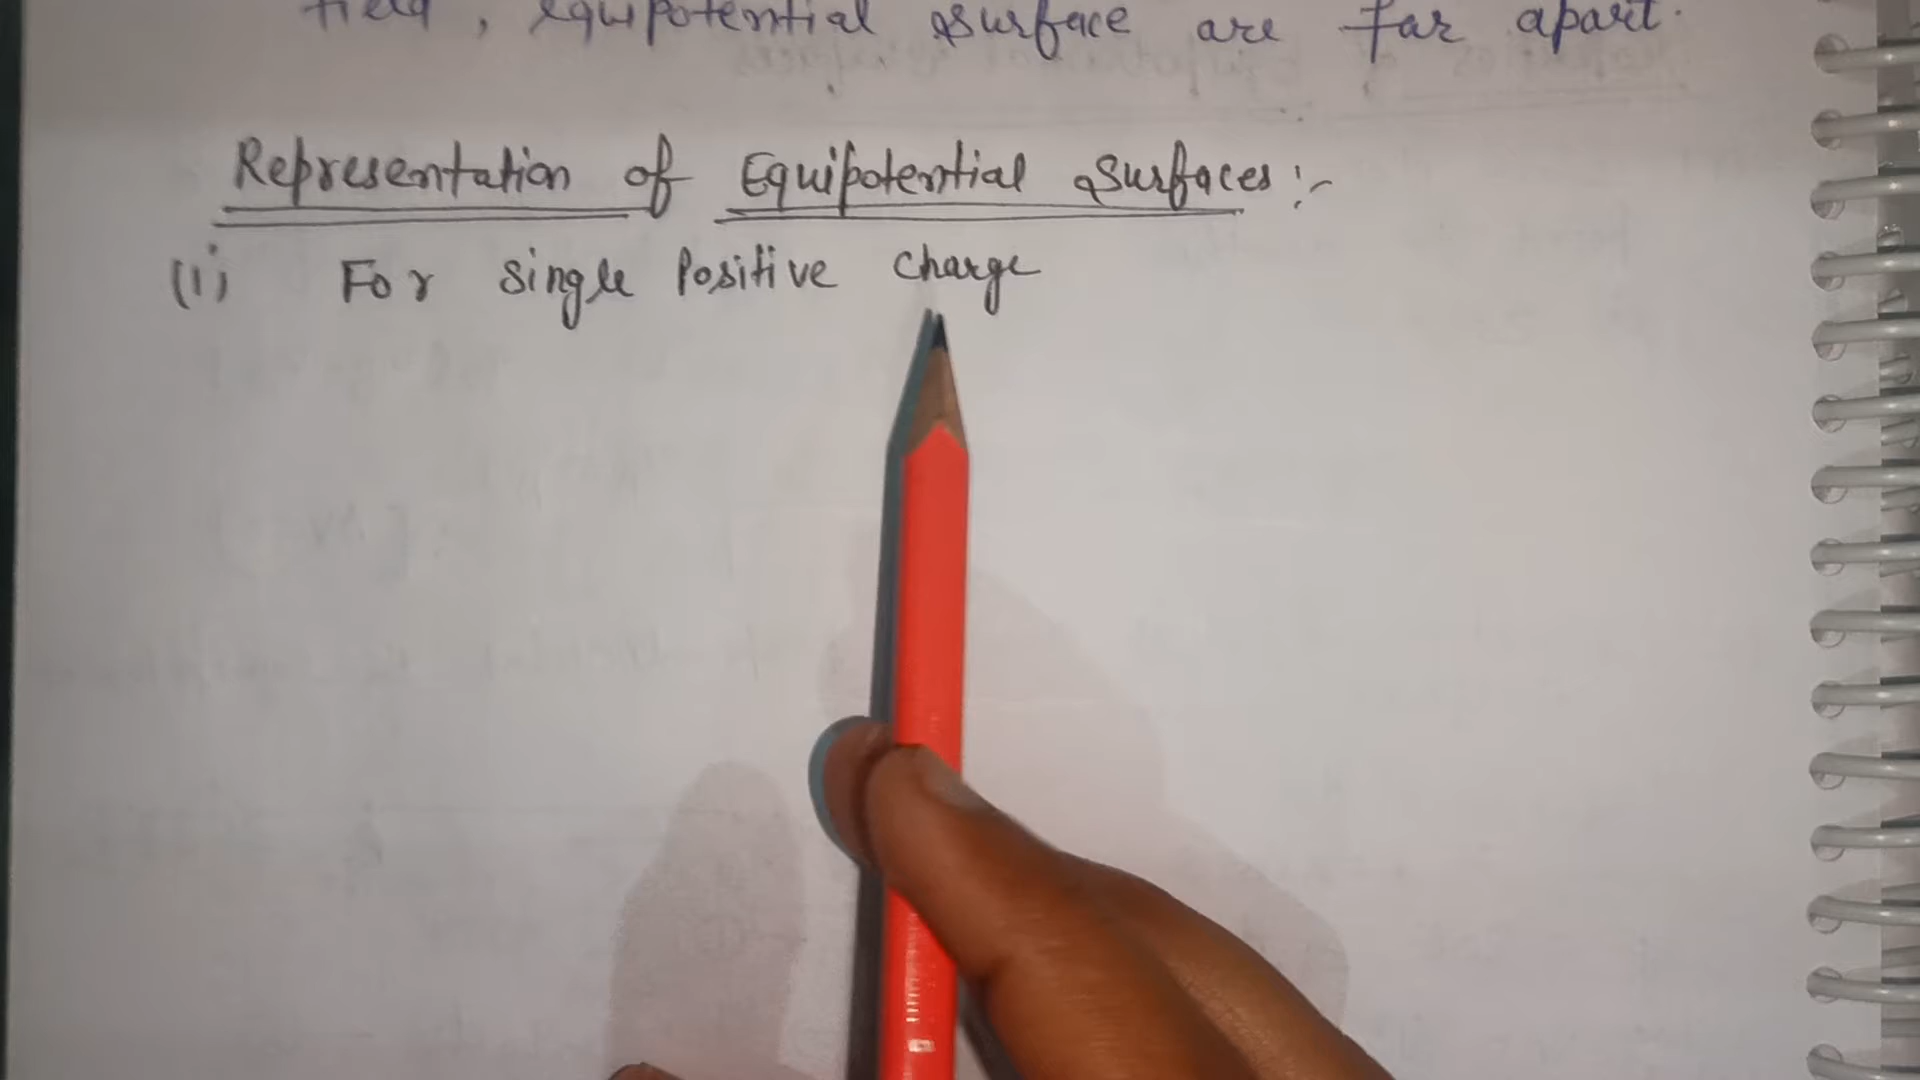 field, equipotential surface are far apart.
Representation of Equipotential Surfaces :-
(i) For single Positive charge